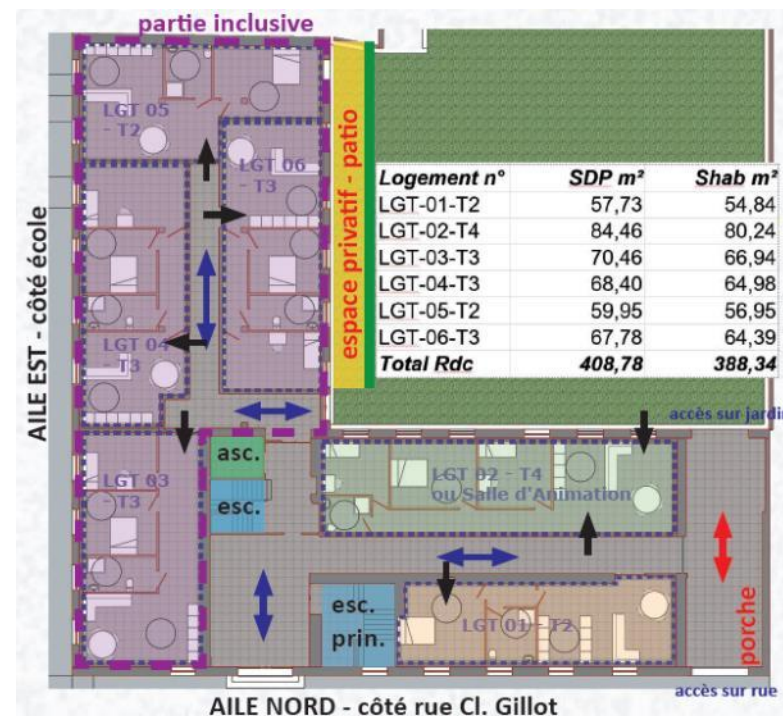 partie inclusive
LGT 05
- T2
LGT 06
- T3
AILE EST - côté école
espace privatif - patio
Logement n° SDP m² Shab m²
LGT-01-T2 57,73 54,84
LGT-02-T4 84,46 80,24
LGT-03-T3 70,46 66,94
LGT-04-T3 68,40 64,98
LGT-05-T2 59,95 56,95
LGT-06-T3 67,78 64,39
Total Rdc 408,78 388,34
LGT 04
- T3
accès sur jardin
asc.
LGT 03
- T3
LGT 02 - T4
ou Salle d'Animation
esc.
esc.
prin.
LGT 01 - T2
porche
accès sur rue
AILE NORD - côté rue Cl. Gillot